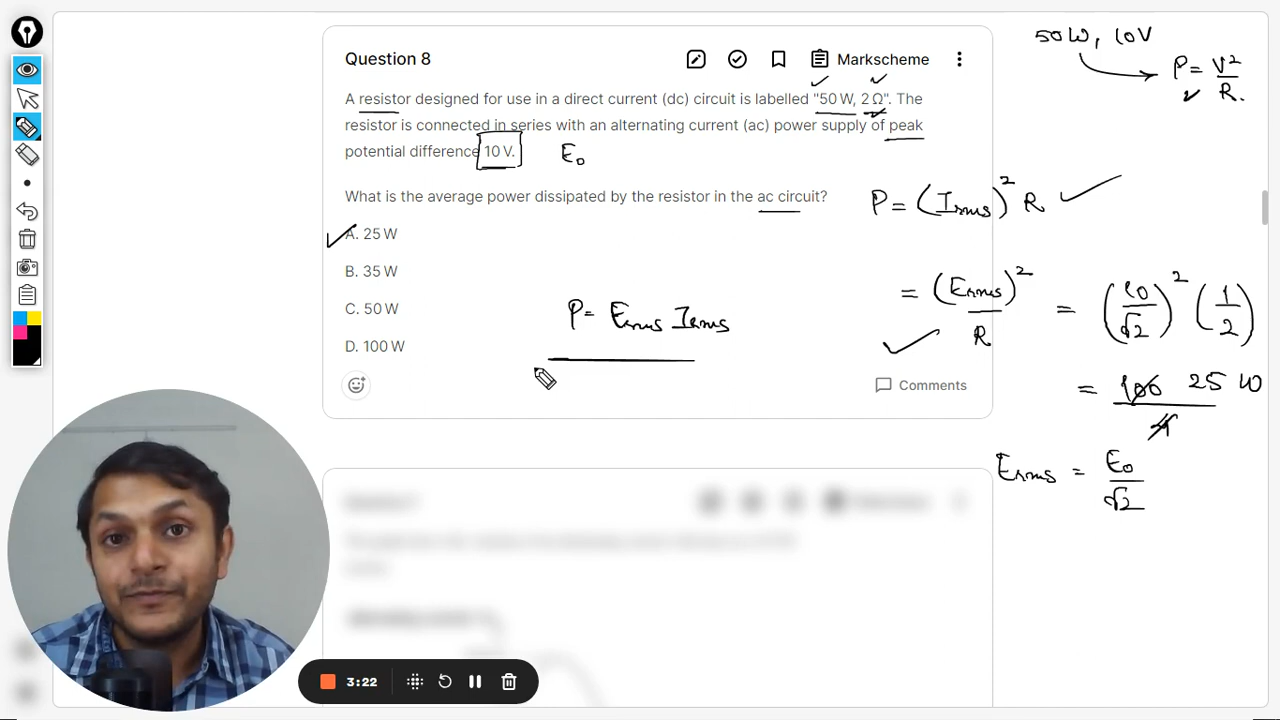 Question 8
Markscheme
A resistor designed for use in a direct current (dc) circuit is labelled "50 W, 2 Ω". The
resistor is connected in series with an alternating current (ac) power supply of peak
potential difference 10 V.
E₀
What is the average power dissipated by the resistor in the ac circuit?
A. 25 W
B. 35 W
C. 50 W
D. 100 W
Comments
P = Erms Irms
50 W, 10V
P = V²/R.
P = (Irms)² R
= (Erms)²/R = (10/√2)² (1/2)
= 100/4 25 W
Erms = E₀/√2
3:22